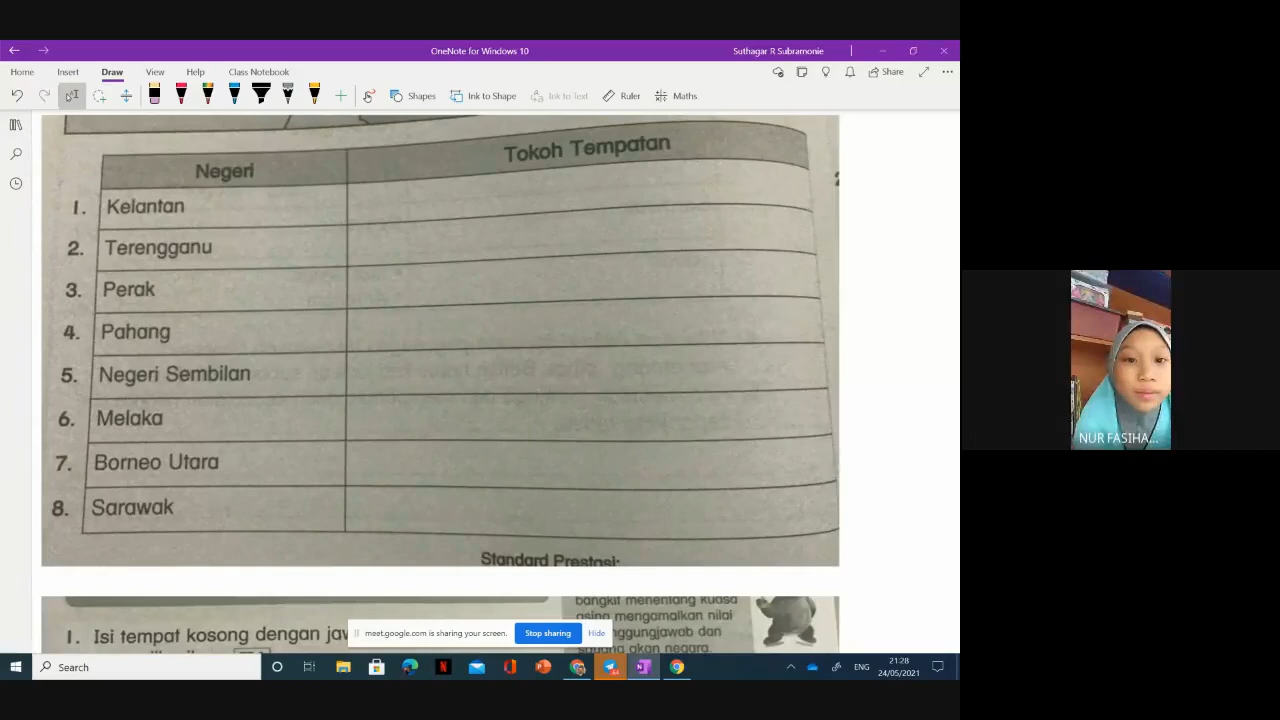 OneNote for Windows 10
Suthagar R Subramonie
Home Insert Draw View Help Class Notebook
Share
Shapes Ink to Shape Ink to Text Ruler Maths
Negeri Tokoh Tempatan
1. Kelantan
2. Terengganu
3. Perak
4. Pahang
5. Negeri Sembilan
6. Melaka
7. Borneo Utara
8. Sarawak
Standard Prestasi:
bangkit menentang kuasa
asing mengamalkan nilai
dan
1. Isi tempat kosong dengan
negara.
meet.google.com is sharing your screen. Stop sharing Hide
NUR FASIHA...
Search
ENG
21:28
24/05/2021